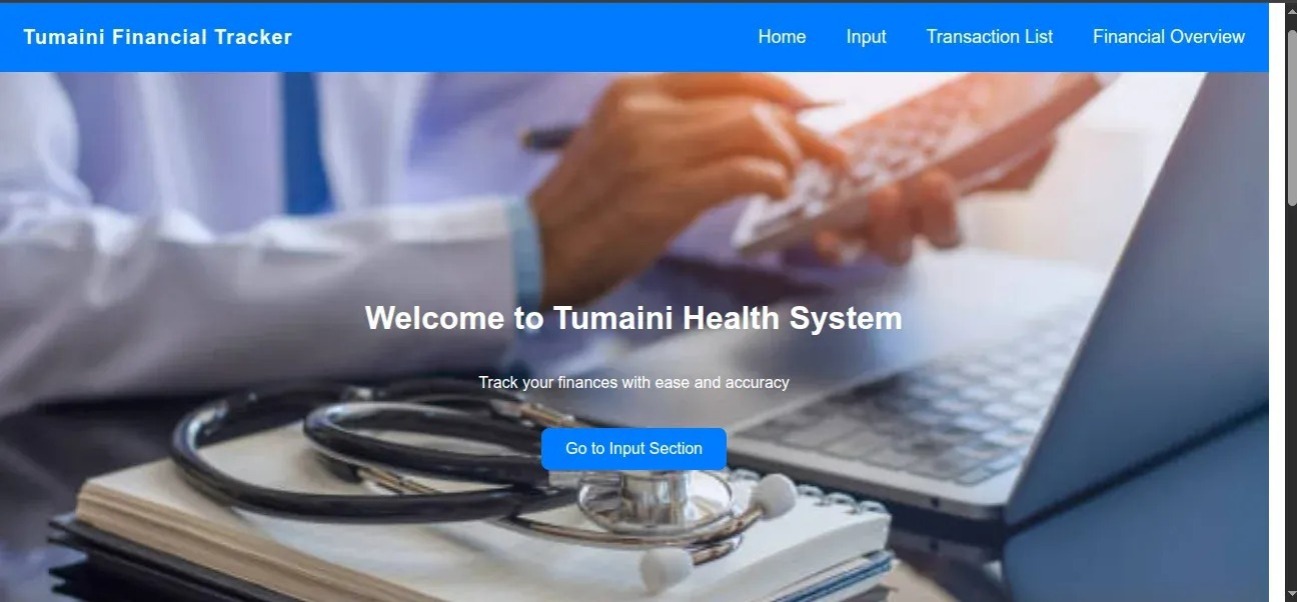 Tumaini Financial Tracker
Home Input Transaction List Financial Overview
Welcome to Tumaini Health System
Track your finances with ease and accuracy
Go to Input Section